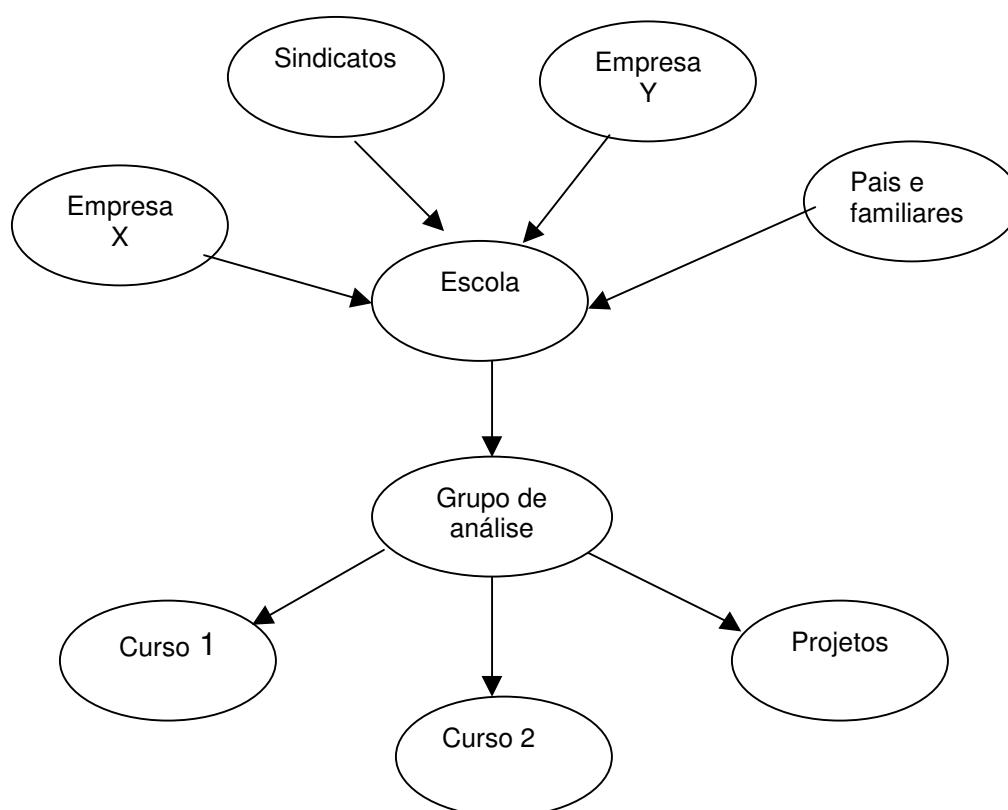 Sindicatos
Empresa
Y
Empresa
X
Pais e
familiares
Escola
Grupo de
análise
Curso 1
Projetos
Curso 2